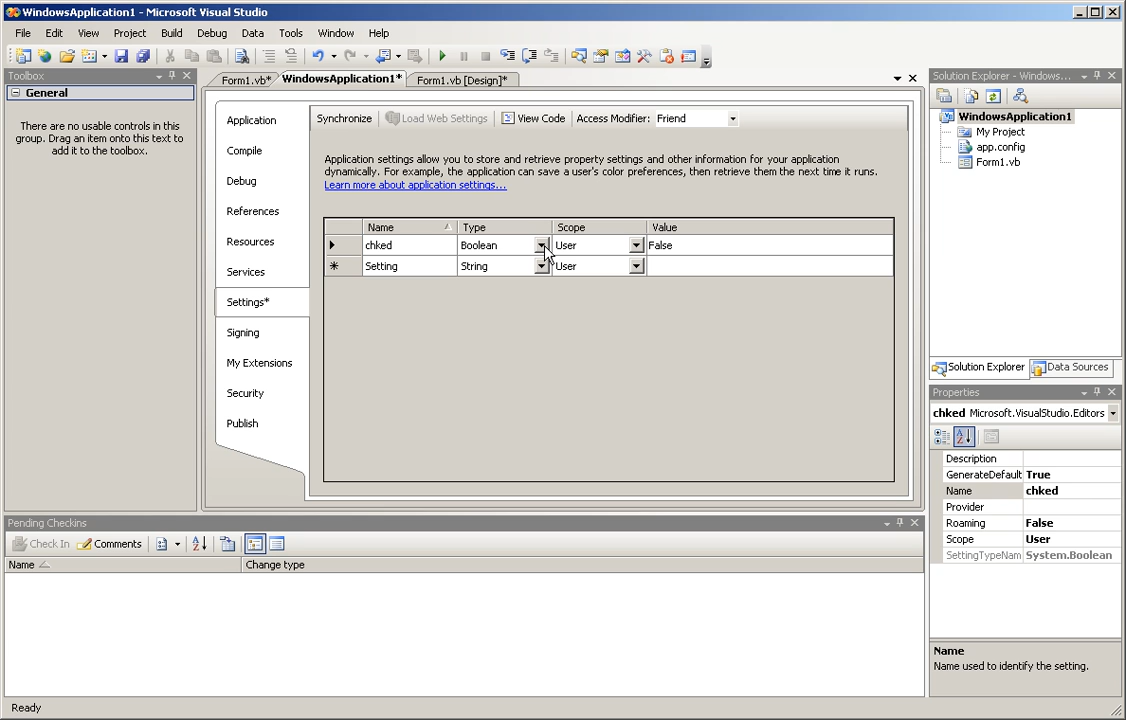 WindowsApplication1 - Microsoft Visual Studio
File Edit View Project Build Debug Data Tools Window Help
Toolbox
General
There are no usable controls in this
group. Drag an item onto this text to
add it to the toolbox.
Form1.vb* WindowsApplication1* Form1.vb [Design]*
Application
Compile
Debug
References
Resources
Services
Settings*
Signing
My Extensions
Security
Publish
Synchronize Load Web Settings View Code Access Modifier: Friend
Application settings allow you to store and retrieve property settings and other information for your application
dynamically. For example, the application can save a user's color preferences, then retrieve them the next time it runs.
Learn more about application settings...
Name Type Scope Value
chked Boolean User False
Setting String User
Solution Explorer - Windows...
WindowsApplication1
My Project
app.config
Form1.vb
Solution Explorer Data Sources
Properties
chked Microsoft.VisualStudio.Editors
Description
GenerateDefault True
Name chked
Provider
Roaming False
Scope User
SettingTypeNam System.Boolean
Name
Name used to identify the setting.
Pending Checkins
Check In Comments
Name Change type
Ready